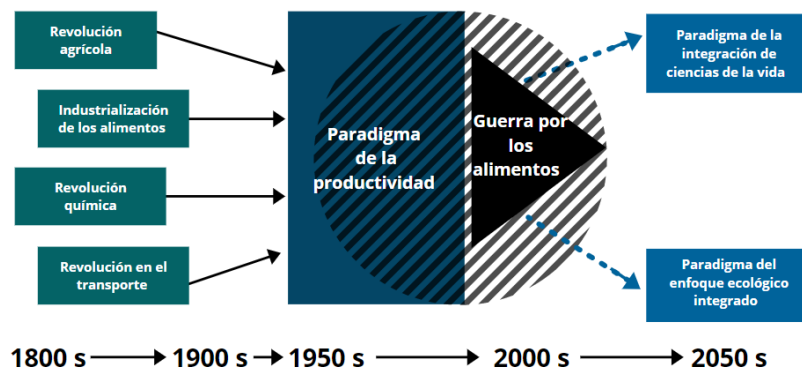 Revolución
agrícola
Industrialización
de los alimentos
Revolución
química
Revolución en el
transporte
Paradigma
de la
productividad
Guerra por
los
alimentos
Paradigma de la
integración de
ciencias de la vida
Paradigma del
enfoque ecológico
integrado
1800 s 1900 s 1950 s 2000 s 2050 s